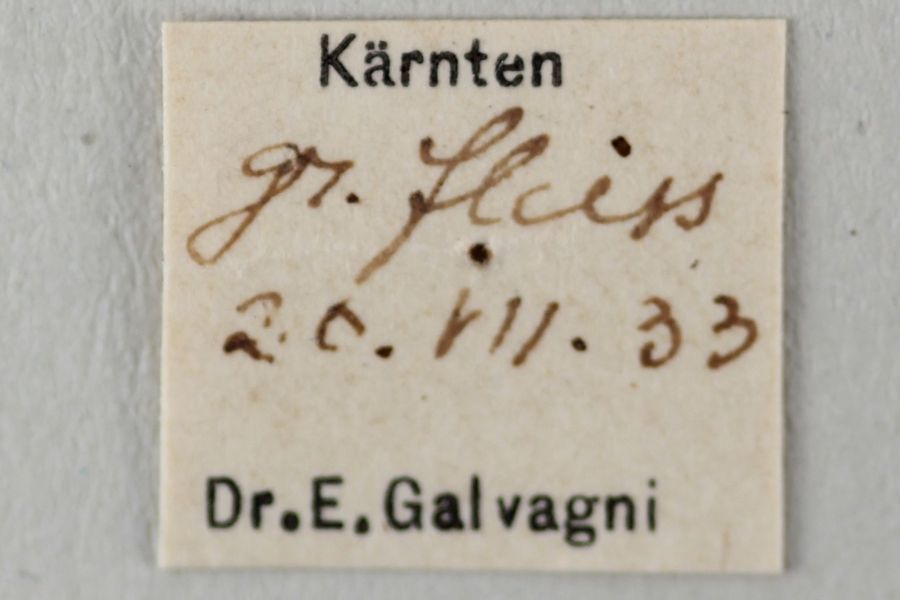 Kärnten
gr. Fleiss
20. VII. 33
Dr. E. Galvagni